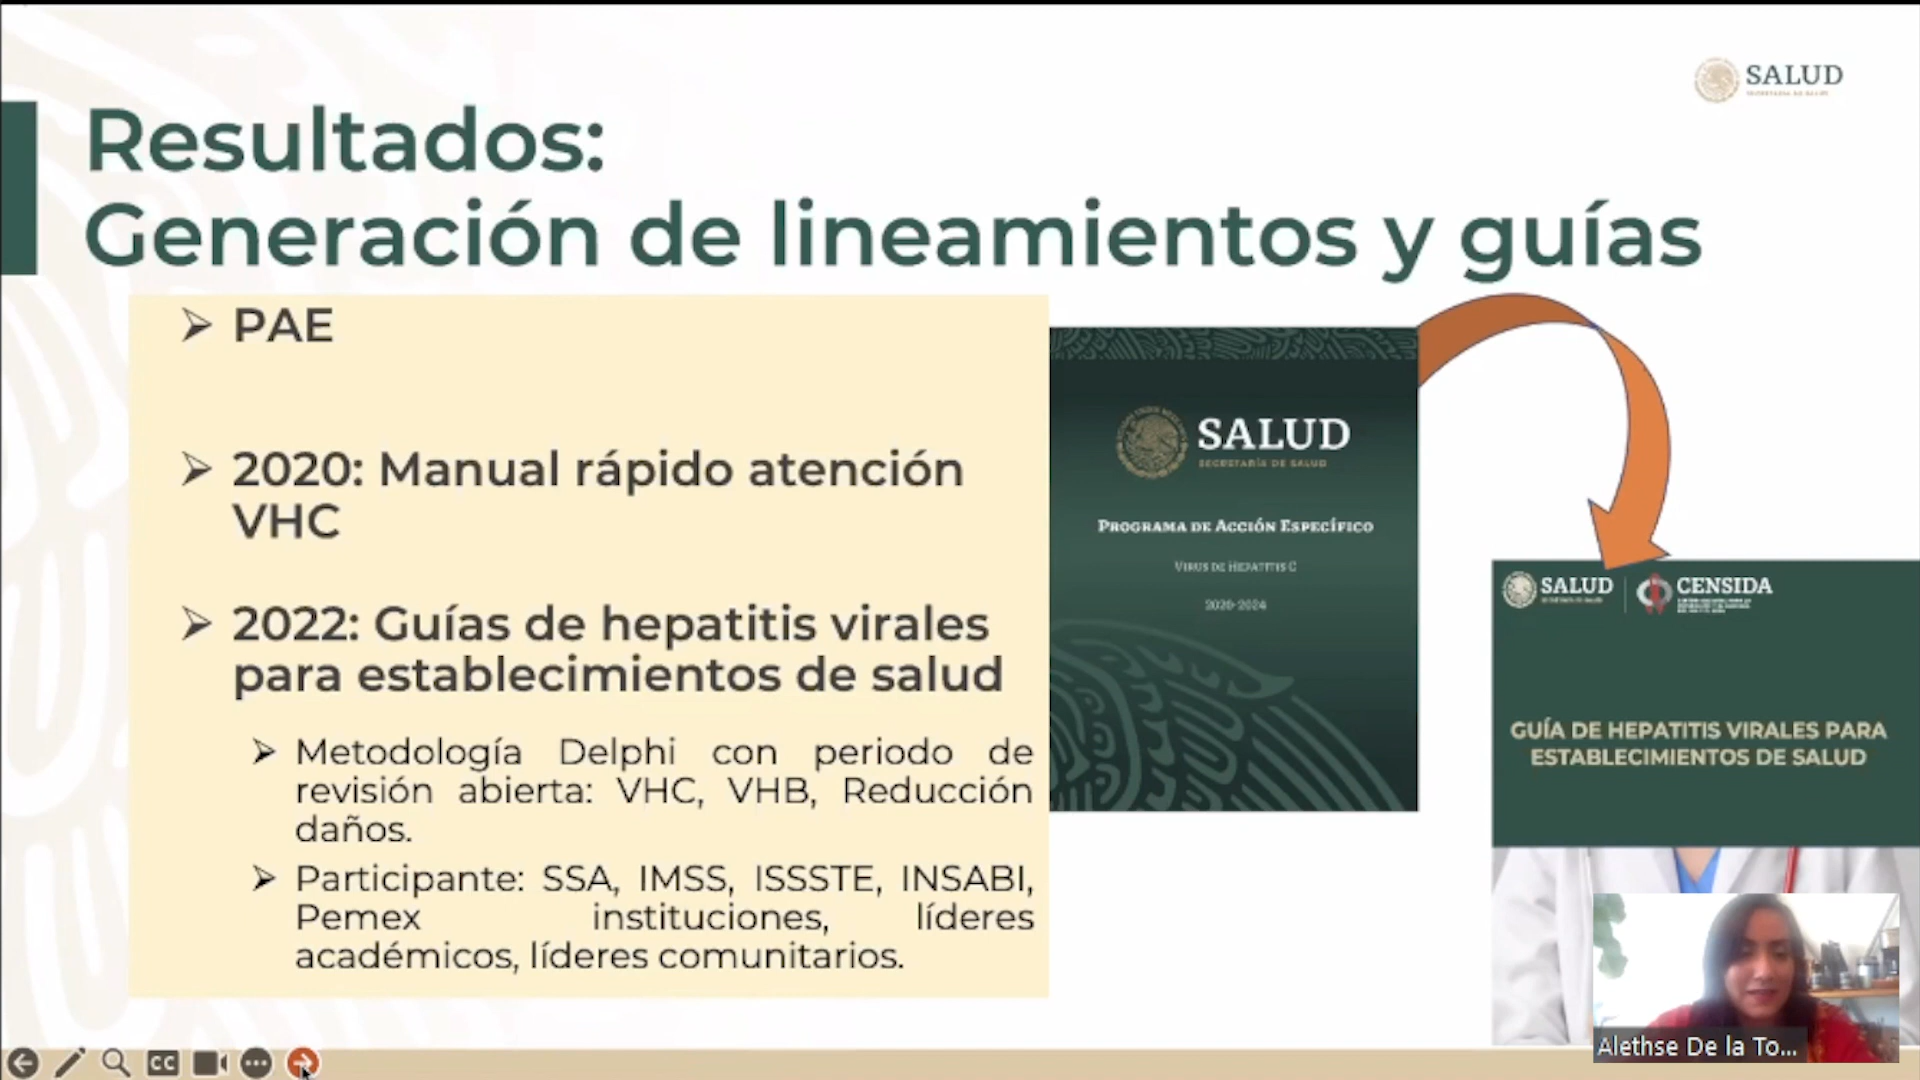 SALUD
SECRETARÍA DE SALUD
Resultados:
Generación de lineamientos y guías
PAE
2020: Manual rápido atención
VHC
2022: Guías de hepatitis virales
para establecimientos de salud
Metodología Delphi con periodo de
revisión abierta: VHC, VHB, Reducción
daños.
Participante: SSA, IMSS, ISSSTE, INSABI,
Pemex instituciones, líderes
académicos, líderes comunitarios.
SALUD
SECRETARÍA DE SALUD
PROGRAMA DE ACCIÓN ESPECÍFICO
VIRUS DE HEPATITIS C
2020-2024
SALUD
SECRETARÍA DE SALUD
CENSIDA
GUÍA DE HEPATITIS VIRALES PARA
ESTABLECIMIENTOS DE SALUD
Alethse De la To...
CC